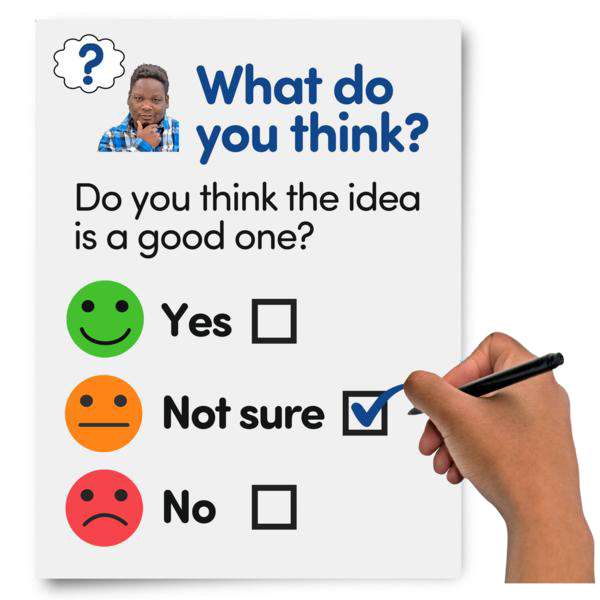 ?
What do
you think?
Do you think the idea
is a good one?
Yes
Not sure
No